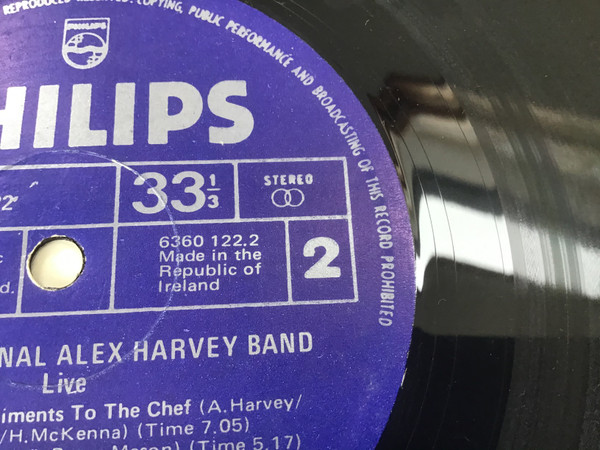 REPRODUCED RESERVED. COPYING, PUBLIC PERFORMANCE AND BROADCASTING OF THIS RECORD PROHIBITED
PHILIPS
HILIPS
33⅓
STEREO
2
6360 122.2
Made in the
Republic of
Ireland
2
NAL ALEX HARVEY BAND
Live
iments To The Chef (A.Harvey/
/H.McKenna) (Time 7.05)
(Time 5.17)